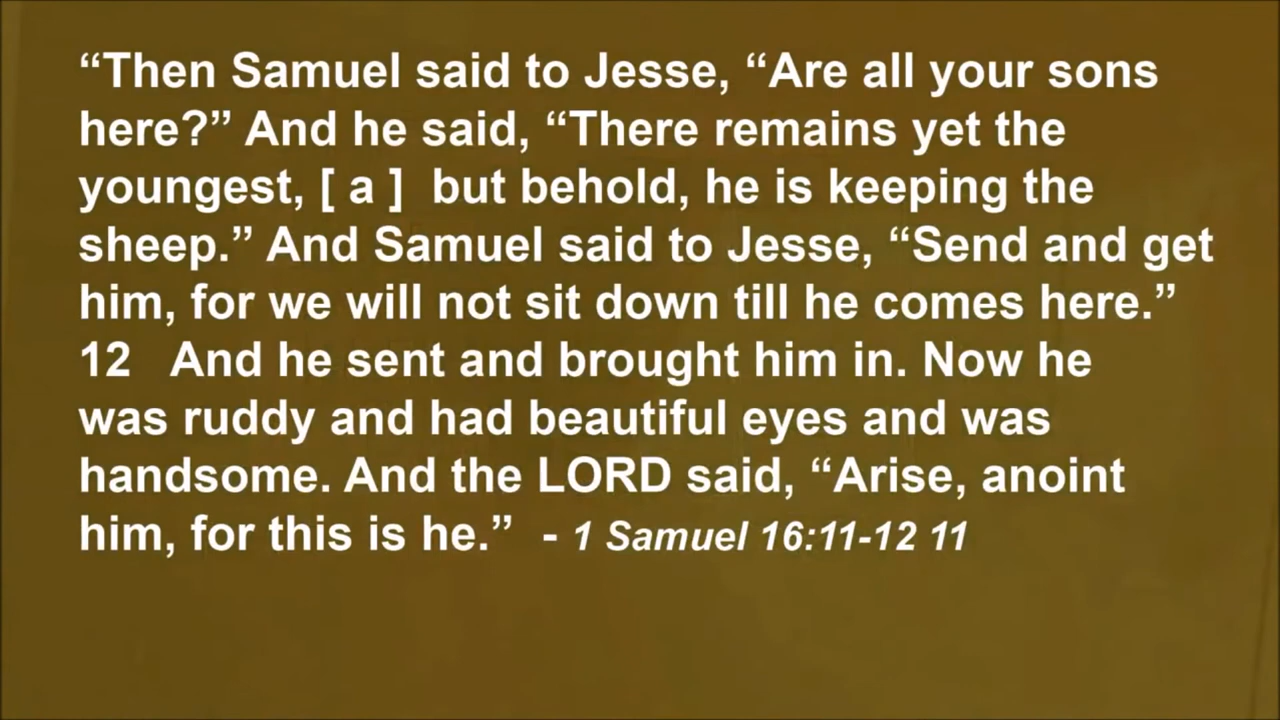 “Then Samuel said to Jesse, “Are all your sons
here?” And he said, “There remains yet the
youngest, [ a ]  but behold, he is keeping the
sheep.” And Samuel said to Jesse, “Send and get
him, for we will not sit down till he comes here.”
12   And he sent and brought him in. Now he
was ruddy and had beautiful eyes and was
handsome. And the LORD said, “Arise, anoint
him, for this is he.”  - 1 Samuel 16:11-12 11